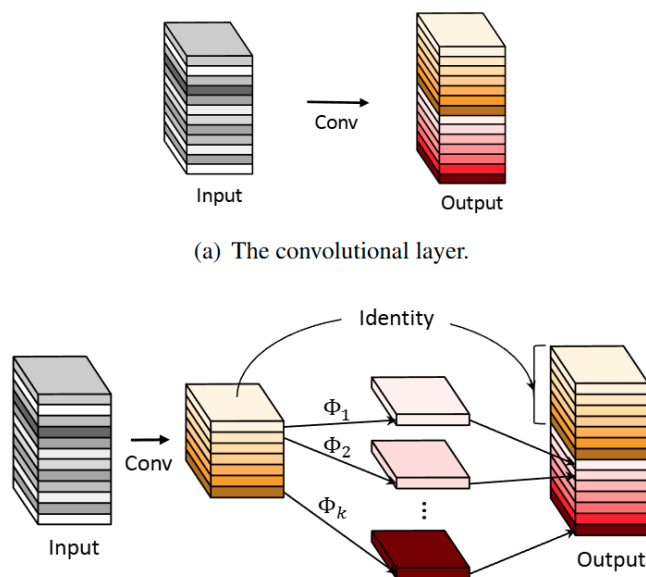 Conv
Input
Output
(a) The convolutional layer.
Identity
Φ1
Φ2
Conv
Φk
⋮
Input
Output